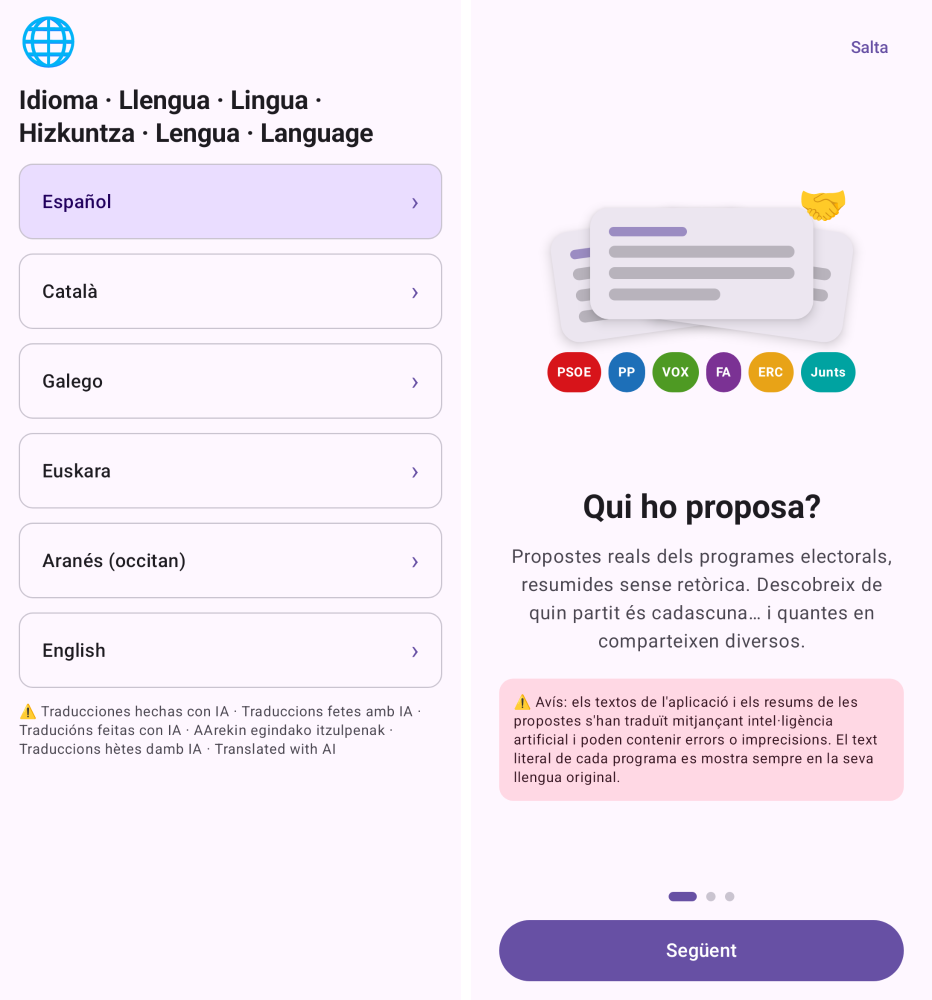 Idioma · Llengua · Lingua ·
Hizkuntza · Lengua · Language
Español
Català
Galego
Euskara
Aranés (occitan)
English
⚠️ Traducciones hechas con IA · Traduccions fetes amb IA ·
Traducións feitas con IA · AArekin egindako itzulpenak ·
Traduccions hètes damb IA · Translated with AI
Salta
PSOE PP VOX FA ERC Junts
Qui ho proposa?
Propostes reals dels programes electorals,
resumides sense retòrica. Descobreix de
quin partit és cadascuna… i quantes en
comparteixen diversos.
⚠️ Avís: els textos de l'aplicació i els resums de les
propostes s'han traduït mitjançant intel·ligència
artificial i poden contenir errors o imprecisions. El text
literal de cada programa es mostra sempre en la seva
llengua original.
Següent